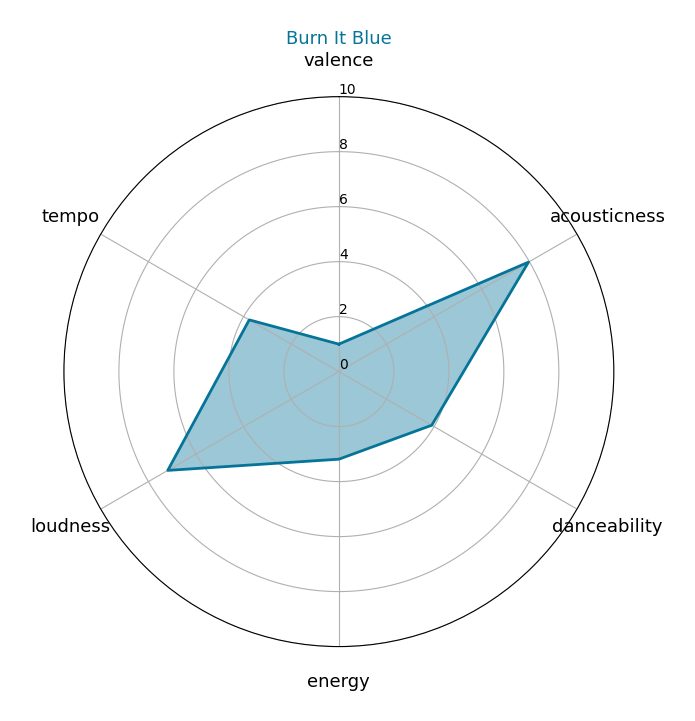 Burn It Blue
valence
10
8
6
4
2
0
tempo
acousticness
loudness
danceability
energy